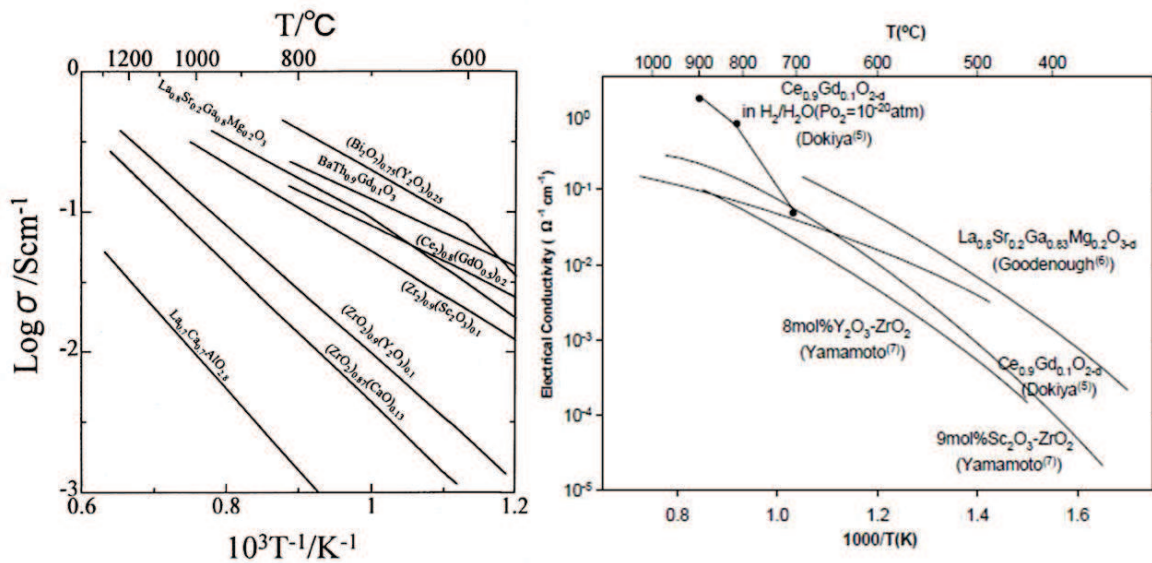 T/°C
1200
1000
800
600
0
-1
-2
-3
Log σ /Scm⁻¹
La₀.₈Sr₀.₂Ga₀.₈Mg₀.₂O₃
(Bi₂O₇)₀.₇₅(Y₂O₃)₀.₂₅
BaTh₀.₉Gd₀.₁O₃
(Ce₂)₀.₈(GdO₀.₅)₀.₂
(Zr₂)₀.₉(Sc₂O₃)₀.₁
(ZrO₂)₀.₉(Y₂O₃)₀.₁
(ZrO₂)₀.₈₇(CaO)₀.₁₃
0.6
0.8
1
1.2
10³T⁻¹/K⁻¹
T(ºC)
1000 900 800 700 600 500 400
Ce₀.₉Gd₀.₁O₂₋d
in H₂/H₂O(Po₂=10⁻²⁰atm)
(Dokiya⁽⁵⁾)
10⁰
10⁻¹
10⁻²
10⁻³
10⁻⁴
10⁻⁵
Electrical Conductivity ( Ω⁻¹ cm⁻¹)
La₀.₈Sr₀.₂Ga₀.₈₃Mg₀.₂O₃₋d
(Goodenough⁽⁶⁾)
8mol%Y₂O₃-ZrO₂
(Yamamoto⁽⁷⁾)
Ce₀.₉Gd₀.₁O₂₋d
(Dokiya⁽⁵⁾)
9mol%Sc₂O₃-ZrO₂
(Yamamoto⁽⁷⁾)
0.8
1.0
1.2
1.4
1.6
1000/T(K)